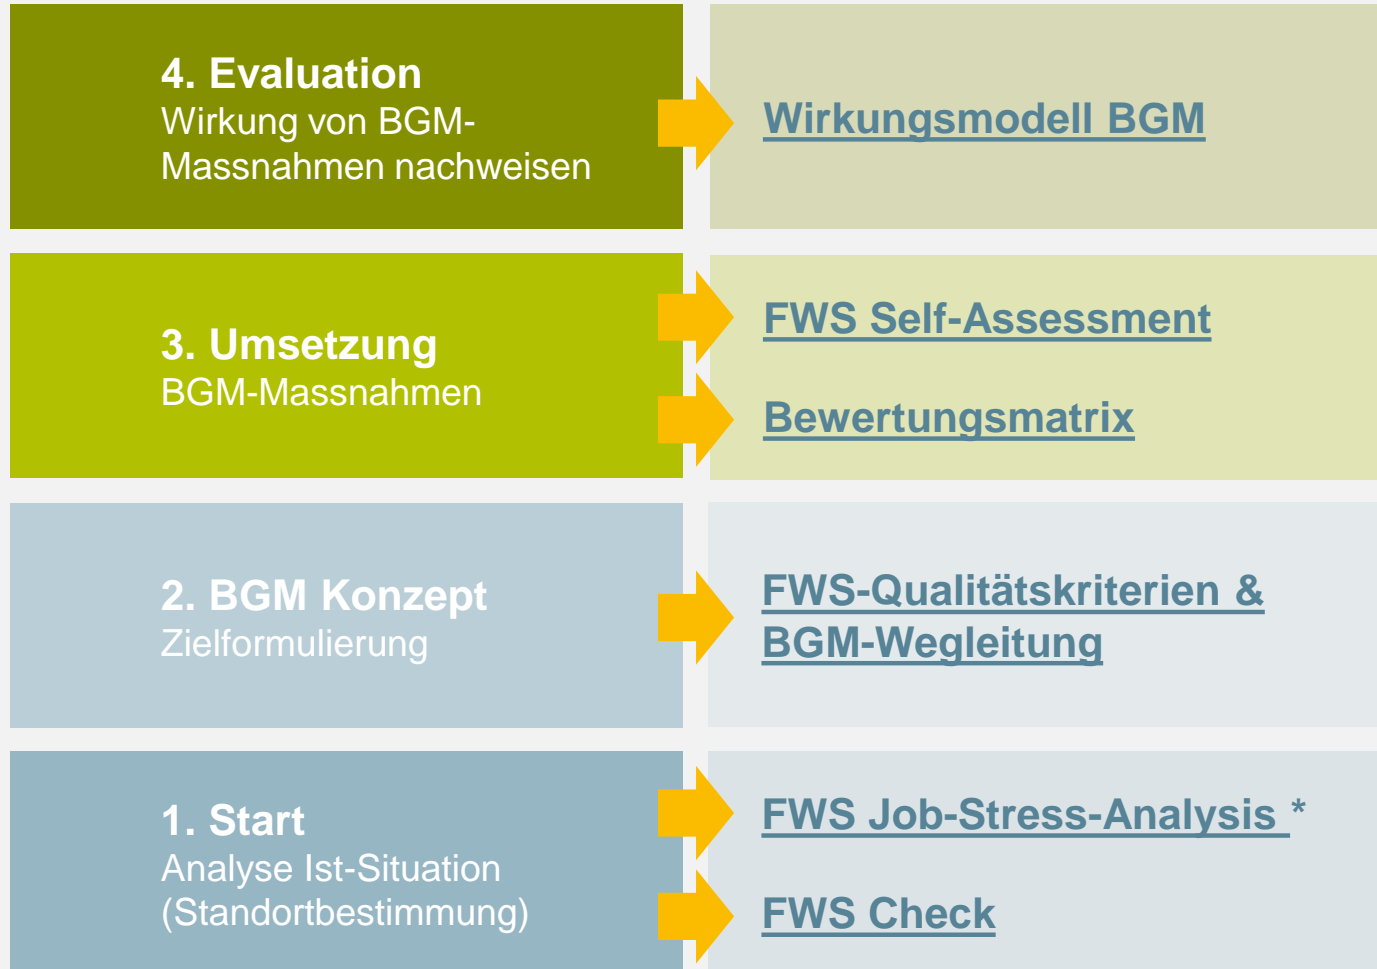 4. Evaluation
Wirkung von BGM-
Massnahmen nachweisen
Wirkungsmodell BGM
3. Umsetzung
BGM-Massnahmen
FWS Self-Assessment
Bewertungsmatrix
2. BGM Konzept
Zielformulierung
FWS-Qualitätskriterien &
BGM-Wegleitung
1. Start
Analyse Ist-Situation
(Standortbestimmung)
FWS Job-Stress-Analysis *
FWS Check